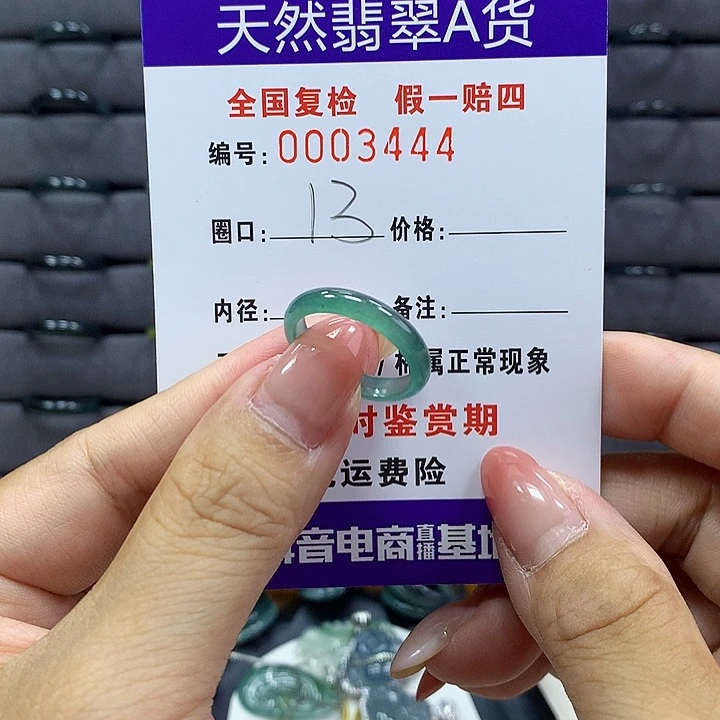 天然翡翠A货
全国复检 假一赔四
编号: 0003444
圈口: 13 价格:
内径: 备注:
属正常现象
时鉴赏期
运费险
音电商直播基地